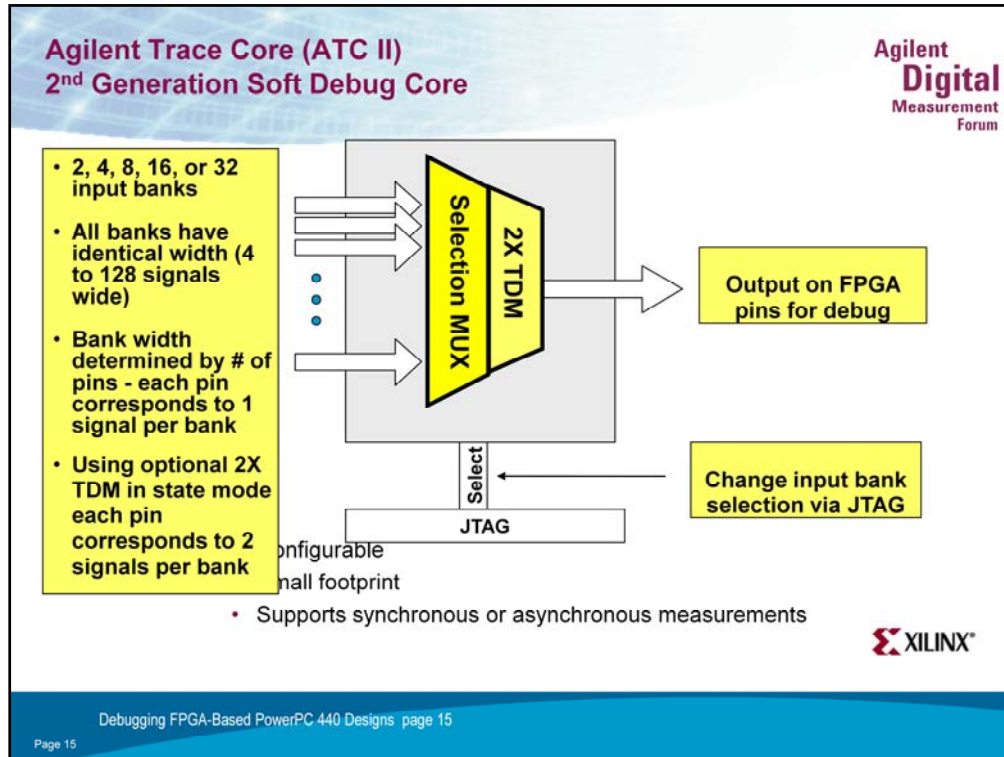 Agilent Trace Core (ATC II)
2nd Generation Soft Debug Core
Agilent
Digital
Measurement
Forum
• 2, 4, 8, 16, or 32
input banks
• All banks have
identical width (4
to 128 signals
wide)
• Bank width
determined by # of
pins - each pin
corresponds to 1
signal per bank
• Using optional 2X
TDM in state mode
each pin
corresponds to 2
signals per bank
Selection MUX
2X TDM
Output on FPGA
pins for debug
Select
Change input bank
selection via JTAG
JTAG
onfigurable
mall footprint
• Supports synchronous or asynchronous measurements
XILINX®
Debugging FPGA-Based PowerPC 440 Designs page 15
Page 15